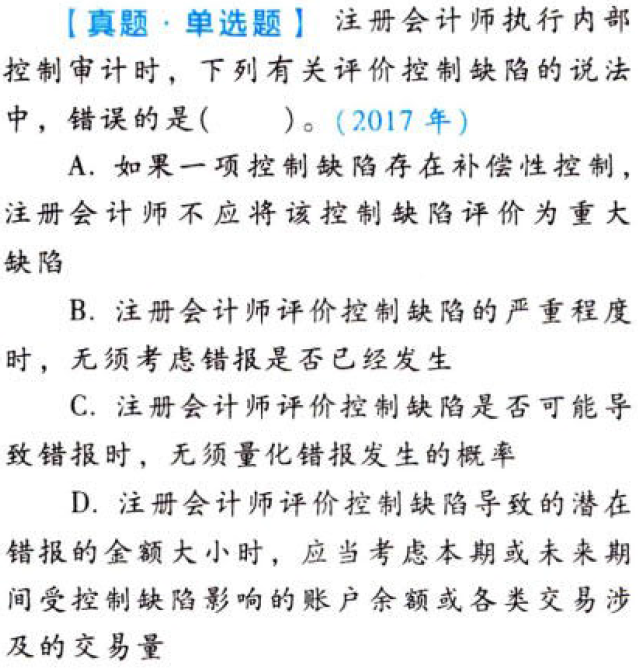 【真题·单选题】 注册会计师执行内部
控制审计时，下列有关评价控制缺陷的说法
中，错误的是(　　)。(2017 年)
A. 如果一项控制缺陷存在补偿性控制，
注册会计师不应将该控制缺陷评价为重大
缺陷
B. 注册会计师评价控制缺陷的严重程度
时，无须考虑错报是否已经发生
C. 注册会计师评价控制缺陷是否可能导
致错报时，无须量化错报发生的概率
D. 注册会计师评价控制缺陷导致的潜在
错报的金额大小时，应当考虑本期或未来期
间受控制缺陷影响的账户余额或各类交易涉
及的交易量